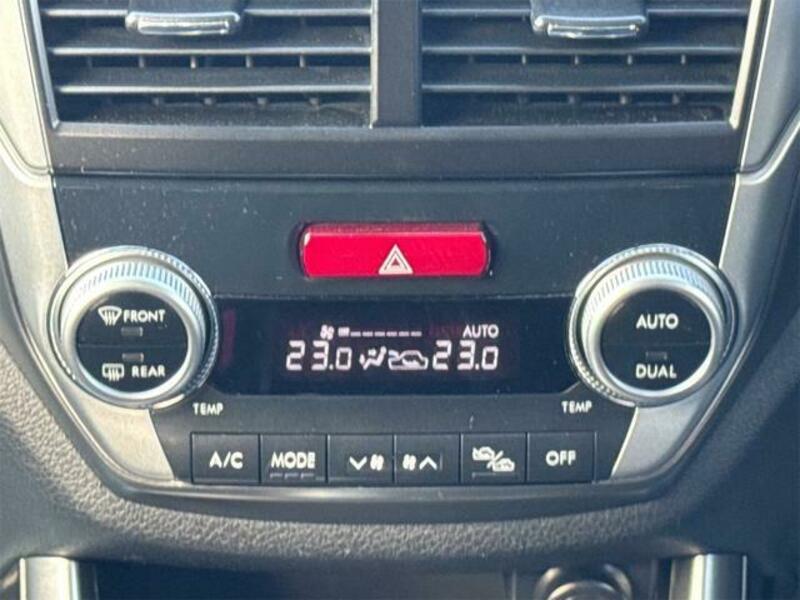 FRONT
REAR
AUTO
23.0 23.0
AUTO
DUAL
TEMP
TEMP
A/C
MODE
OFF